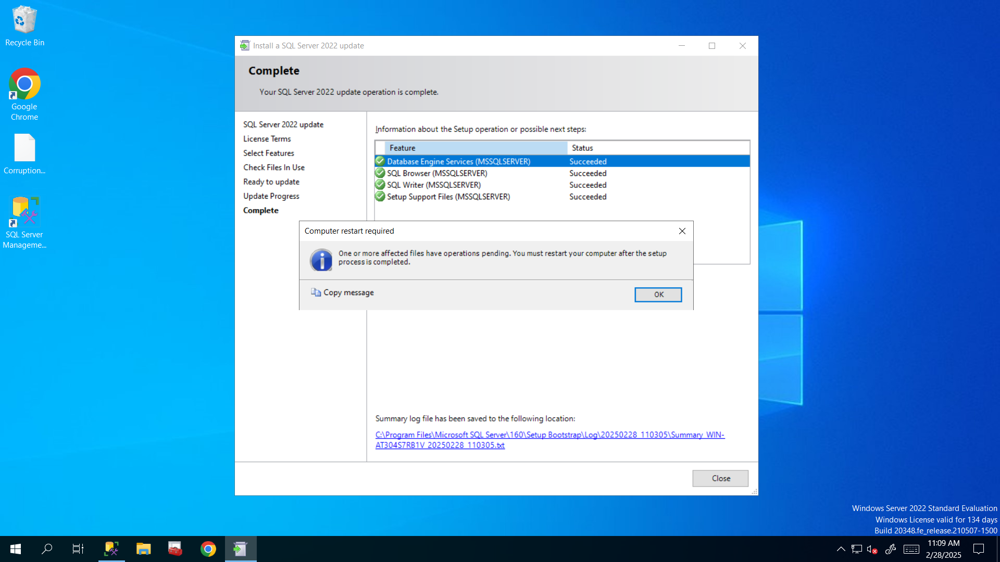 Recycle Bin
Google
Chrome
Corruption...
SQL Server
Manageme...
Install a SQL Server 2022 update
Complete
Your SQL Server 2022 update operation is complete.
SQL Server 2022 update
License Terms
Select Features
Check Files In Use
Ready to update
Update Progress
Complete
Information about the Setup operation or possible next steps:
Feature Status
Database Engine Services (MSSQLSERVER) Succeeded
SQL Browser (MSSQLSERVER) Succeeded
SQL Writer (MSSQLSERVER) Succeeded
Setup Support Files (MSSQLSERVER) Succeeded
Computer restart required
One or more affected files have operations pending. You must restart your computer after the setup
process is completed.
Copy message
OK
Summary log file has been saved to the following location:
C:\Program Files\Microsoft SQL Server\160\Setup Bootstrap\Log\20250228_110305\Summary_WIN-
AT304S7RB1V_20250228_110305.txt
Close
Windows Server 2022 Standard Evaluation
Windows License valid for 134 days
Build 20348.fe_release.210507-1500
11:09 AM
2/28/2025